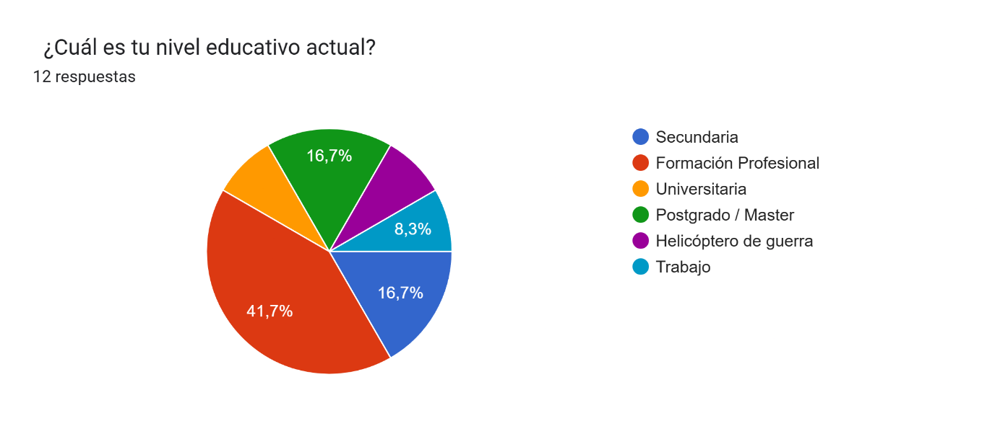 ¿Cuál es tu nivel educativo actual?
12 respuestas
16,7%
8,3%
16,7%
41,7%
Secundaria
Formación Profesional
Universitaria
Postgrado / Master
Helicóptero de guerra
Trabajo